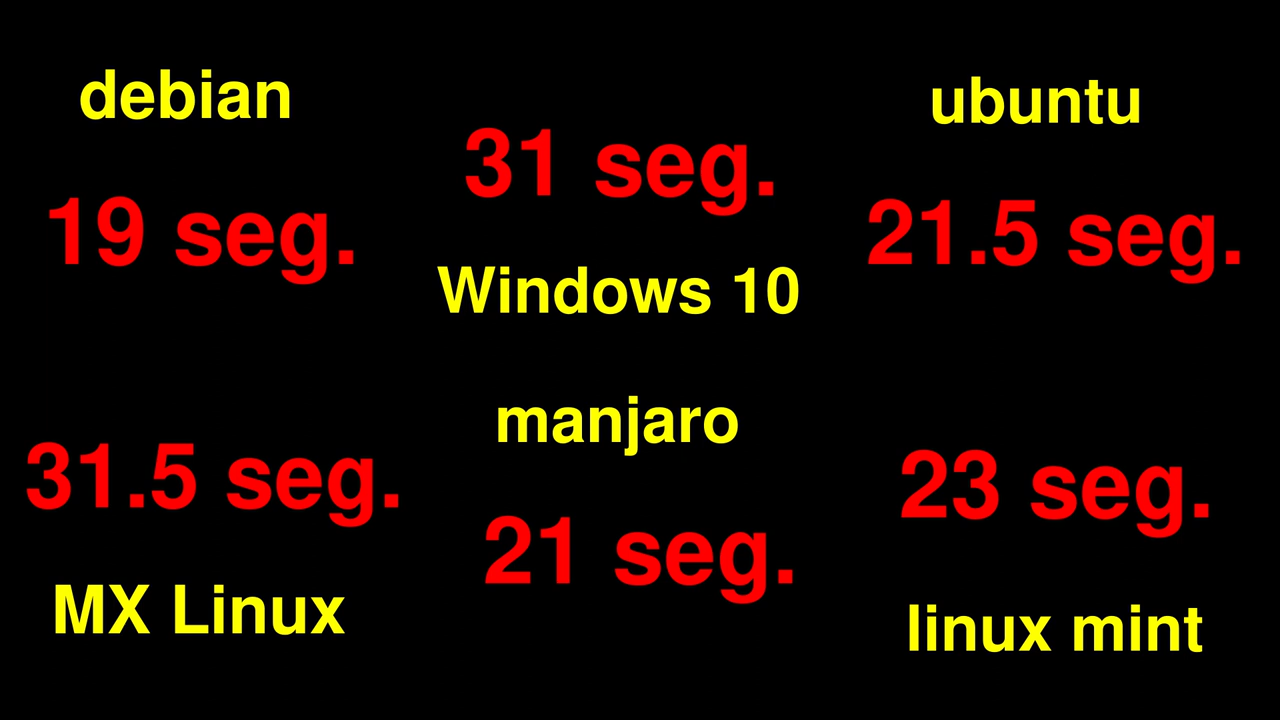 debian
19 seg.
31 seg.
Windows 10
ubuntu
21.5 seg.
31.5 seg.
MX Linux
manjaro
21 seg.
23 seg.
linux mint